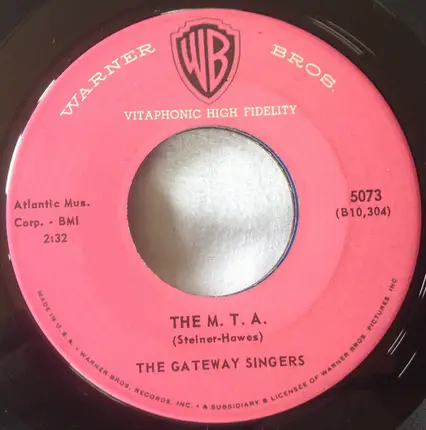 WARNER BROS.
WB
VITAPHONIC HIGH FIDELITY
Atlantic Mus.
Corp. - BMI
2:32
5073
(B10,304)
THE M. T. A.
(Steiner-Hawes)
THE GATEWAY SINGERS
MADE IN U.S.A. • WARNER BROS. RECORDS, INC. • A SUBSIDIARY & LICENSEE OF WARNER BROS. PICTURES INC